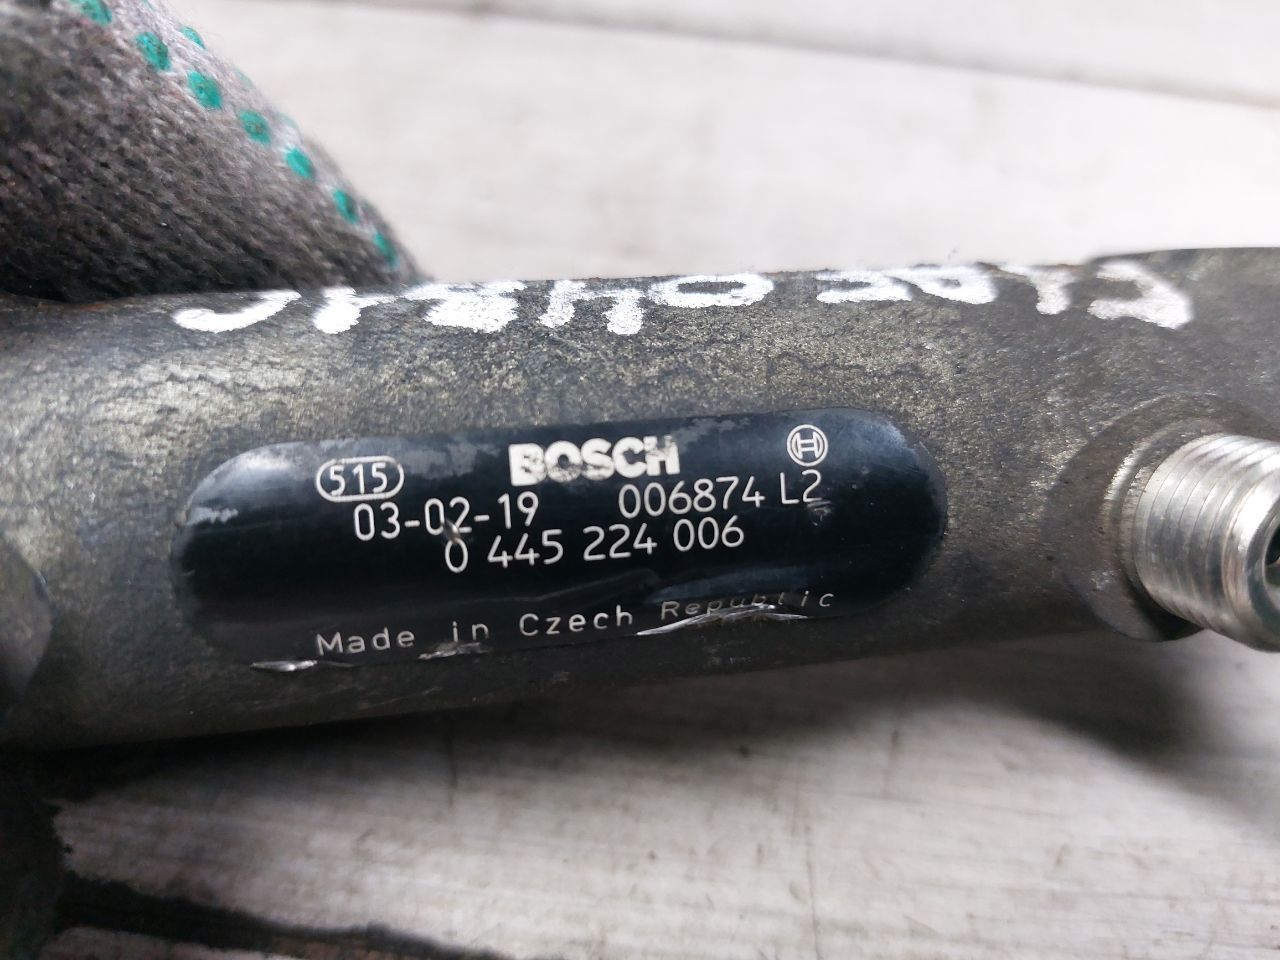 BOSCH
515
03-02-19 006874 L2
0 445 224 006
Made in Czech Republic